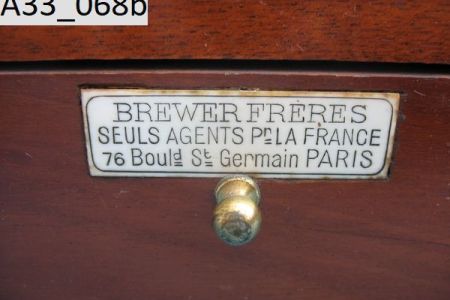 A33_068b
BREWER FRÈRES
SEULS AGENTS Pʳ LA FRANCE
76 Boulᵈ Sᵗ Germain PARIS